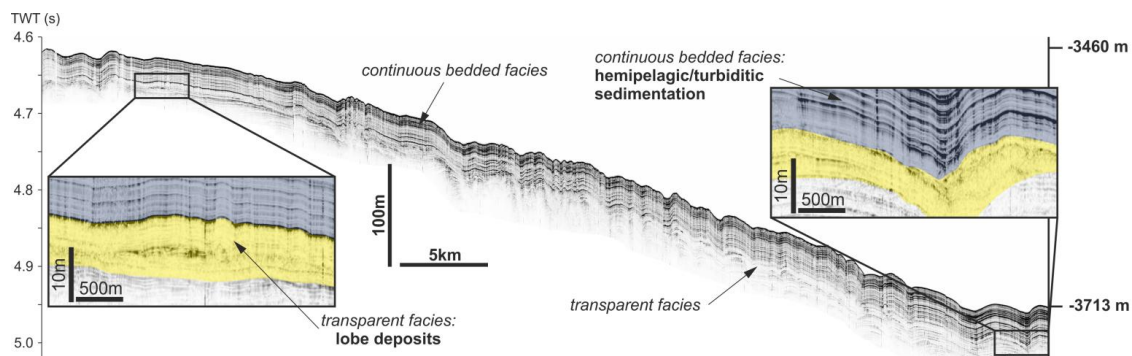 TWT (s)
4.6
4.7
4.8
4.9
5.0
continuous bedded facies
continuous bedded facies:
hemipelagic/turbiditic
sedimentation
-3460 m
10m
500m
100m
5km
10m
500m
transparent facies:
lobe deposits
transparent facies
-3713 m